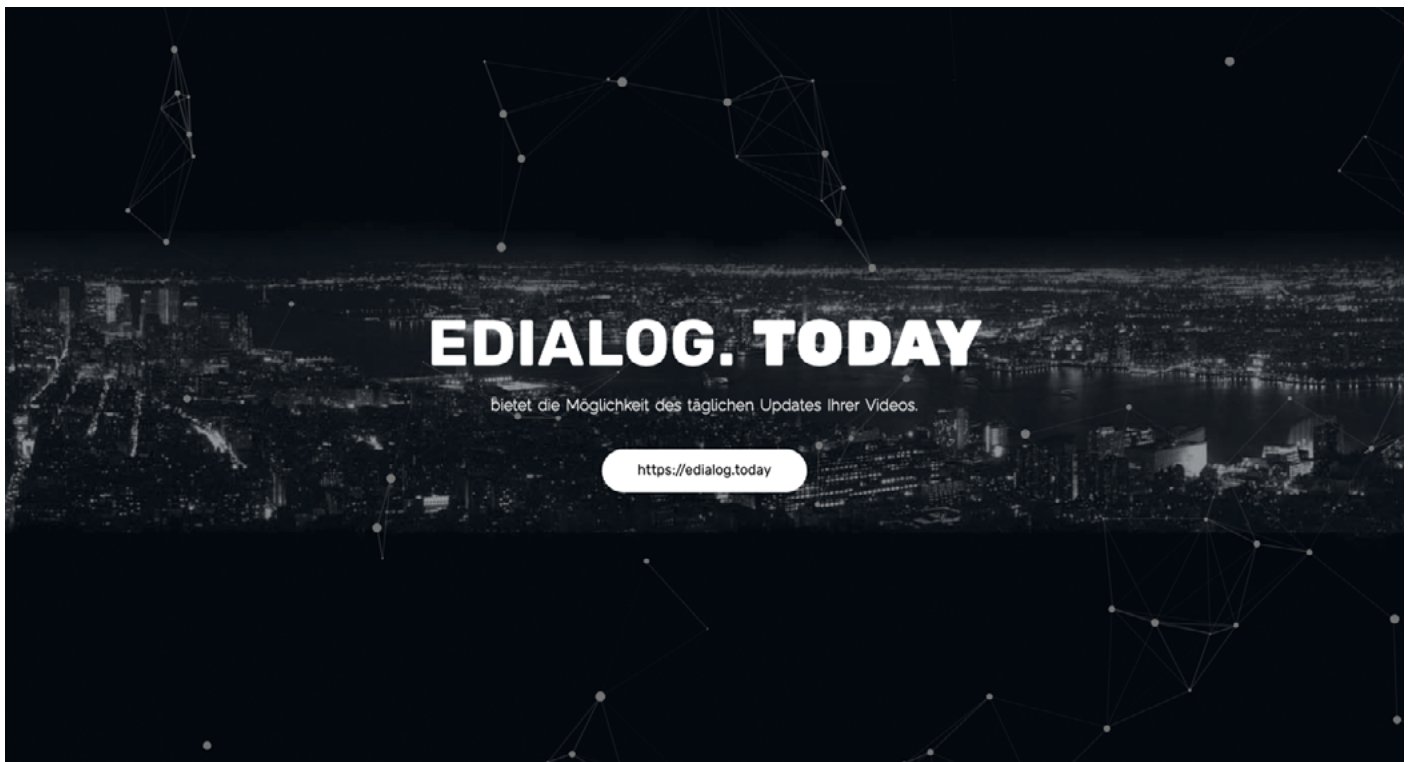 EDIALOG. TODAY
bietet die Möglichkeit des täglichen Updates Ihrer Videos.
https://edialog.today